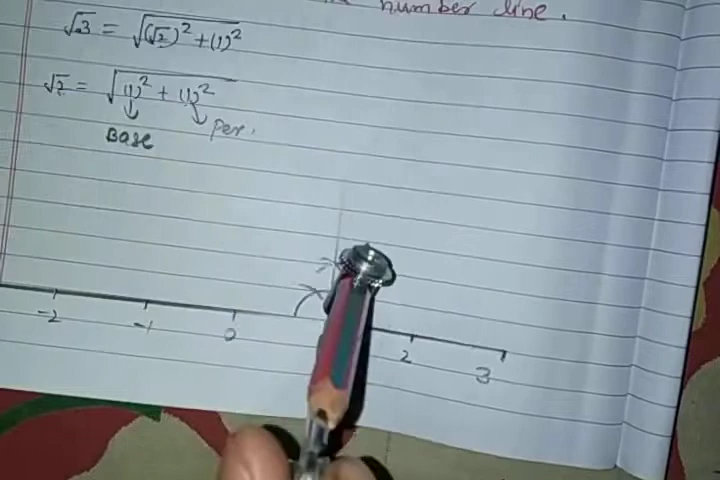 number line.
√3 = √(√2)² + (1)²
√2 = √(1)² + (1)²
Base Per.
-2 -1 0 2 3